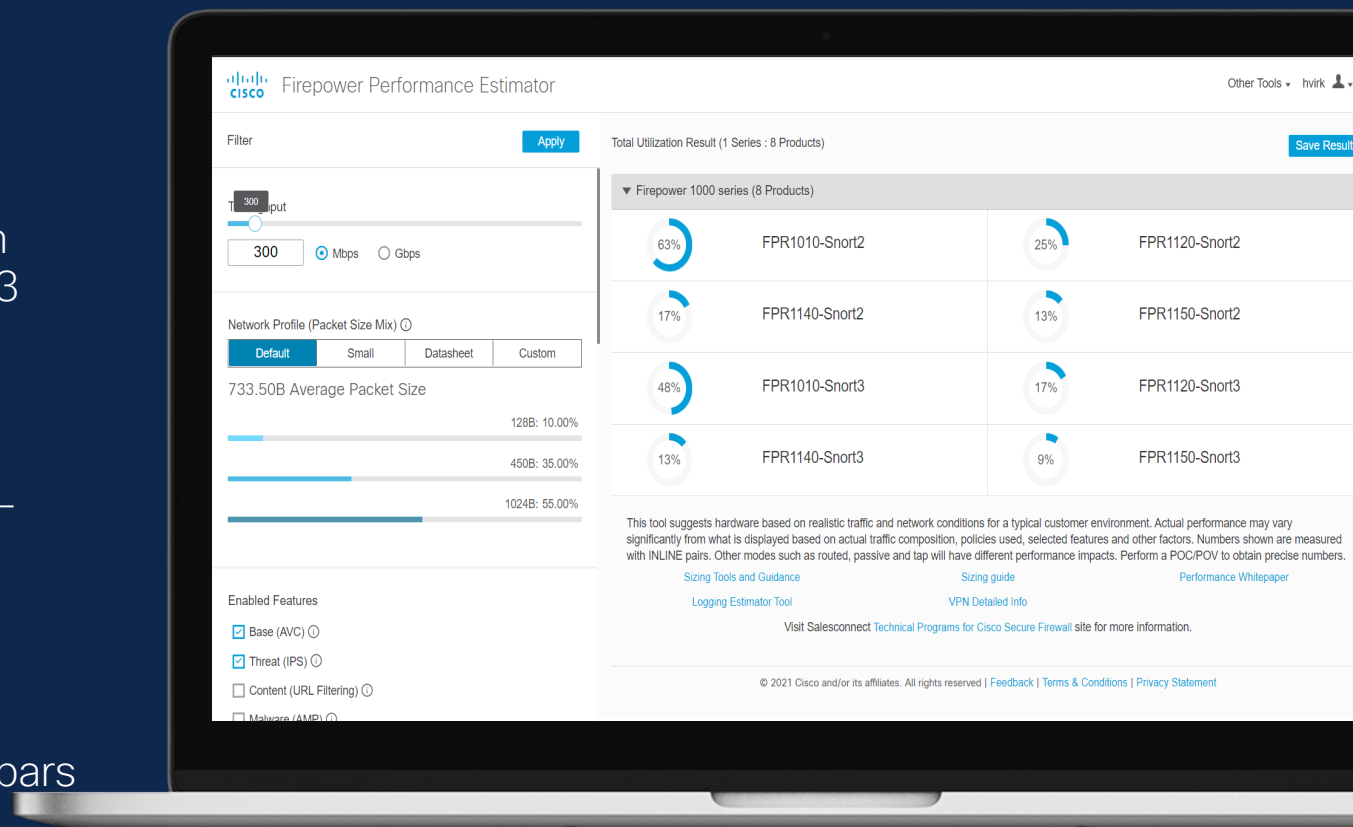 n
3
–
bars
CISCO Firepower Performance Estimator
Other Tools hvirk
Filter
Apply
300
300
Mbps
Gbps
Network Profile (Packet Size Mix)
Default
Small
Datasheet
Custom
733.50B Average Packet Size
128B: 10.00%
450B: 35.00%
1024B: 55.00%
Enabled Features
Base (AVC)
Threat (IPS)
Content (URL Filtering)
Malware (AMP)
Total Utilization Result (1 Series : 8 Products)
Save Result
Firepower 1000 series (8 Products)
63% FPR1010-Snort2
25% FPR1120-Snort2
17% FPR1140-Snort2
13% FPR1150-Snort2
48% FPR1010-Snort3
17% FPR1120-Snort3
13% FPR1140-Snort3
9% FPR1150-Snort3
This tool suggests hardware based on realistic traffic and network conditions for a typical customer environment. Actual performance may vary
significantly from what is displayed based on actual traffic composition, policies used, selected features and other factors. Numbers shown are measured
with INLINE pairs. Other modes such as routed, passive and tap will have different performance impacts. Perform a POC/POV to obtain precise numbers.
Sizing Tools and Guidance
Sizing guide
Performance Whitepaper
Logging Estimator Tool
VPN Detailed Info
Visit Salesconnect Technical Programs for Cisco Secure Firewall site for more information.
© 2021 Cisco and/or its affiliates. All rights reserved | Feedback | Terms & Conditions | Privacy Statement